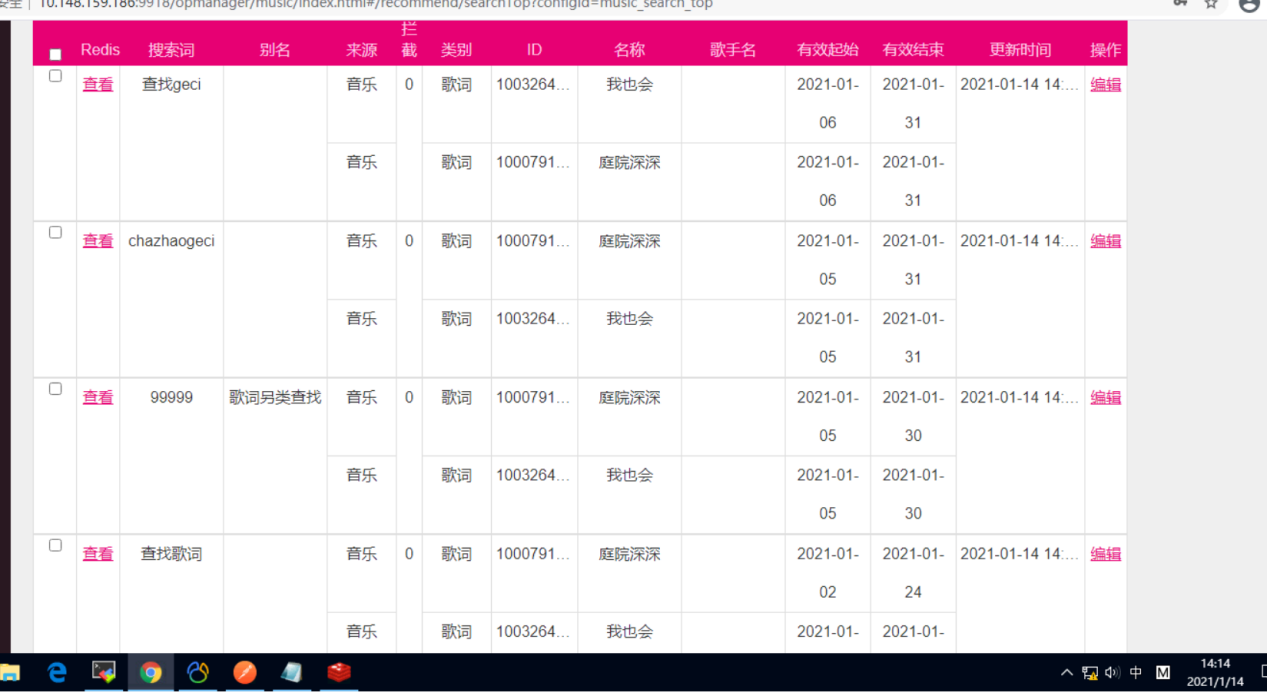 安全 | 10.148.159.186:9918/opmanager/music/index.html#/recommend/searchTop?configId=music_search_top
Redis 搜索词 别名 来源 拦截 类别 ID 名称 歌手名 有效起始 有效结束 更新时间 操作
查看 查找geci 音乐 0 歌词 1003264... 我也会 2021-01- 2021-01- 2021-01-14 14:... 编辑
06 31
音乐 歌词 1000791... 庭院深深 2021-01- 2021-01-
06 31
查看 chazhaogeci 音乐 0 歌词 1000791... 庭院深深 2021-01- 2021-01- 2021-01-14 14:... 编辑
05 31
音乐 歌词 1003264... 我也会 2021-01- 2021-01-
05 31
查看 99999 歌词另类查找 音乐 0 歌词 1000791... 庭院深深 2021-01- 2021-01- 2021-01-14 14:... 编辑
05 30
音乐 歌词 1003264... 我也会 2021-01- 2021-01-
05 30
查看 查找歌词 音乐 0 歌词 1000791... 庭院深深 2021-01- 2021-01- 2021-01-14 14:... 编辑
02 24
音乐 歌词 1003264... 我也会 2021-01- 2021-01-
中 M 14:14
2021/1/14